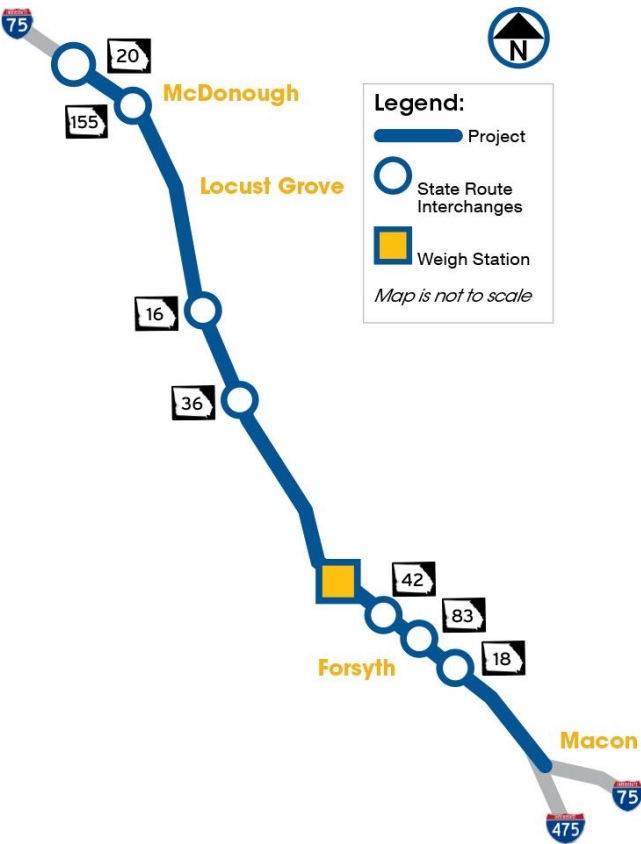 75
20
N
McDonough
155
Legend:
Project
Locust Grove
State Route
Interchanges
Weigh Station
Map is not to scale
16
36
42
83
Forsyth
18
Macon
75
475